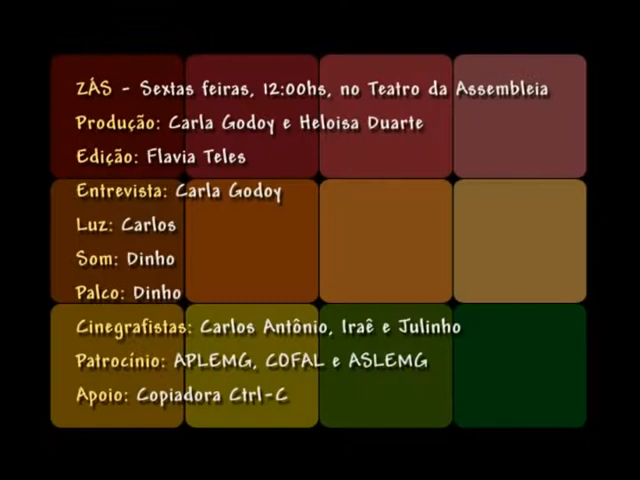 ZÁS - Sextas feiras, 12:00hs, no Teatro da Assembleia
Produção: Carla Godoy e Heloisa Duarte
Edição: Flavia Teles
Entrevista: Carla Godoy
Luz: Carlos
Som: Dinho
Palco: Dinho
Cinegrafistas: Carlos Antônio, Iraê e Julinho
Patrocínio: APLEMG, COFAL e ASLEMG
Apoio: Copiadora Ctrl-C